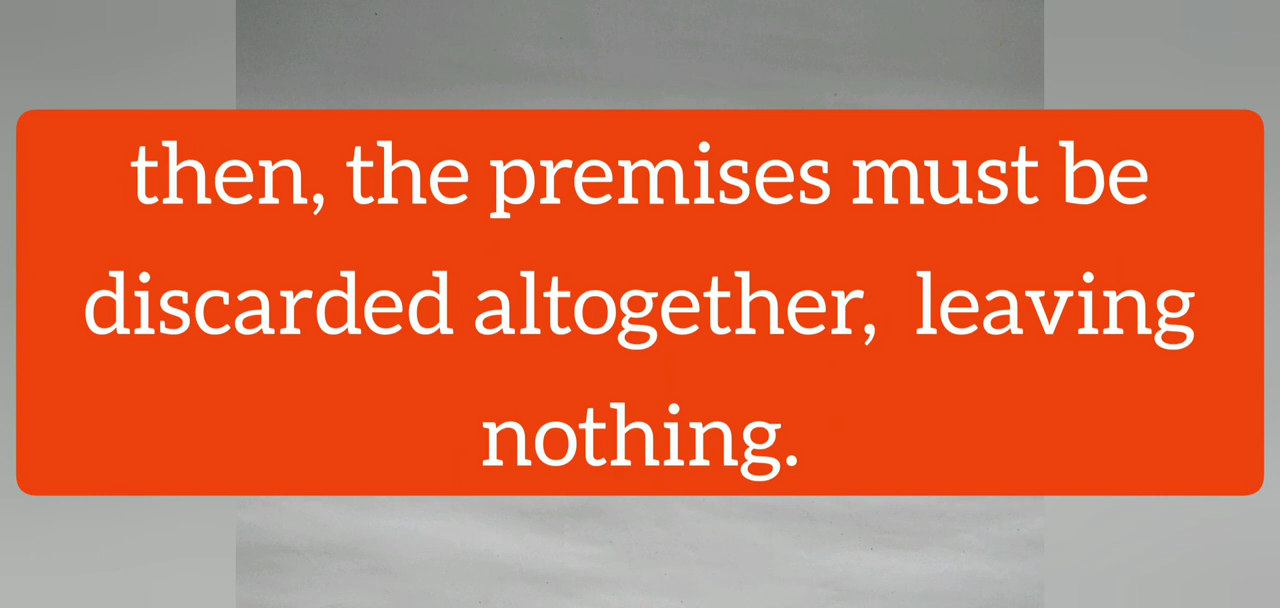 then, the premises must be
discarded altogether,  leaving
nothing.